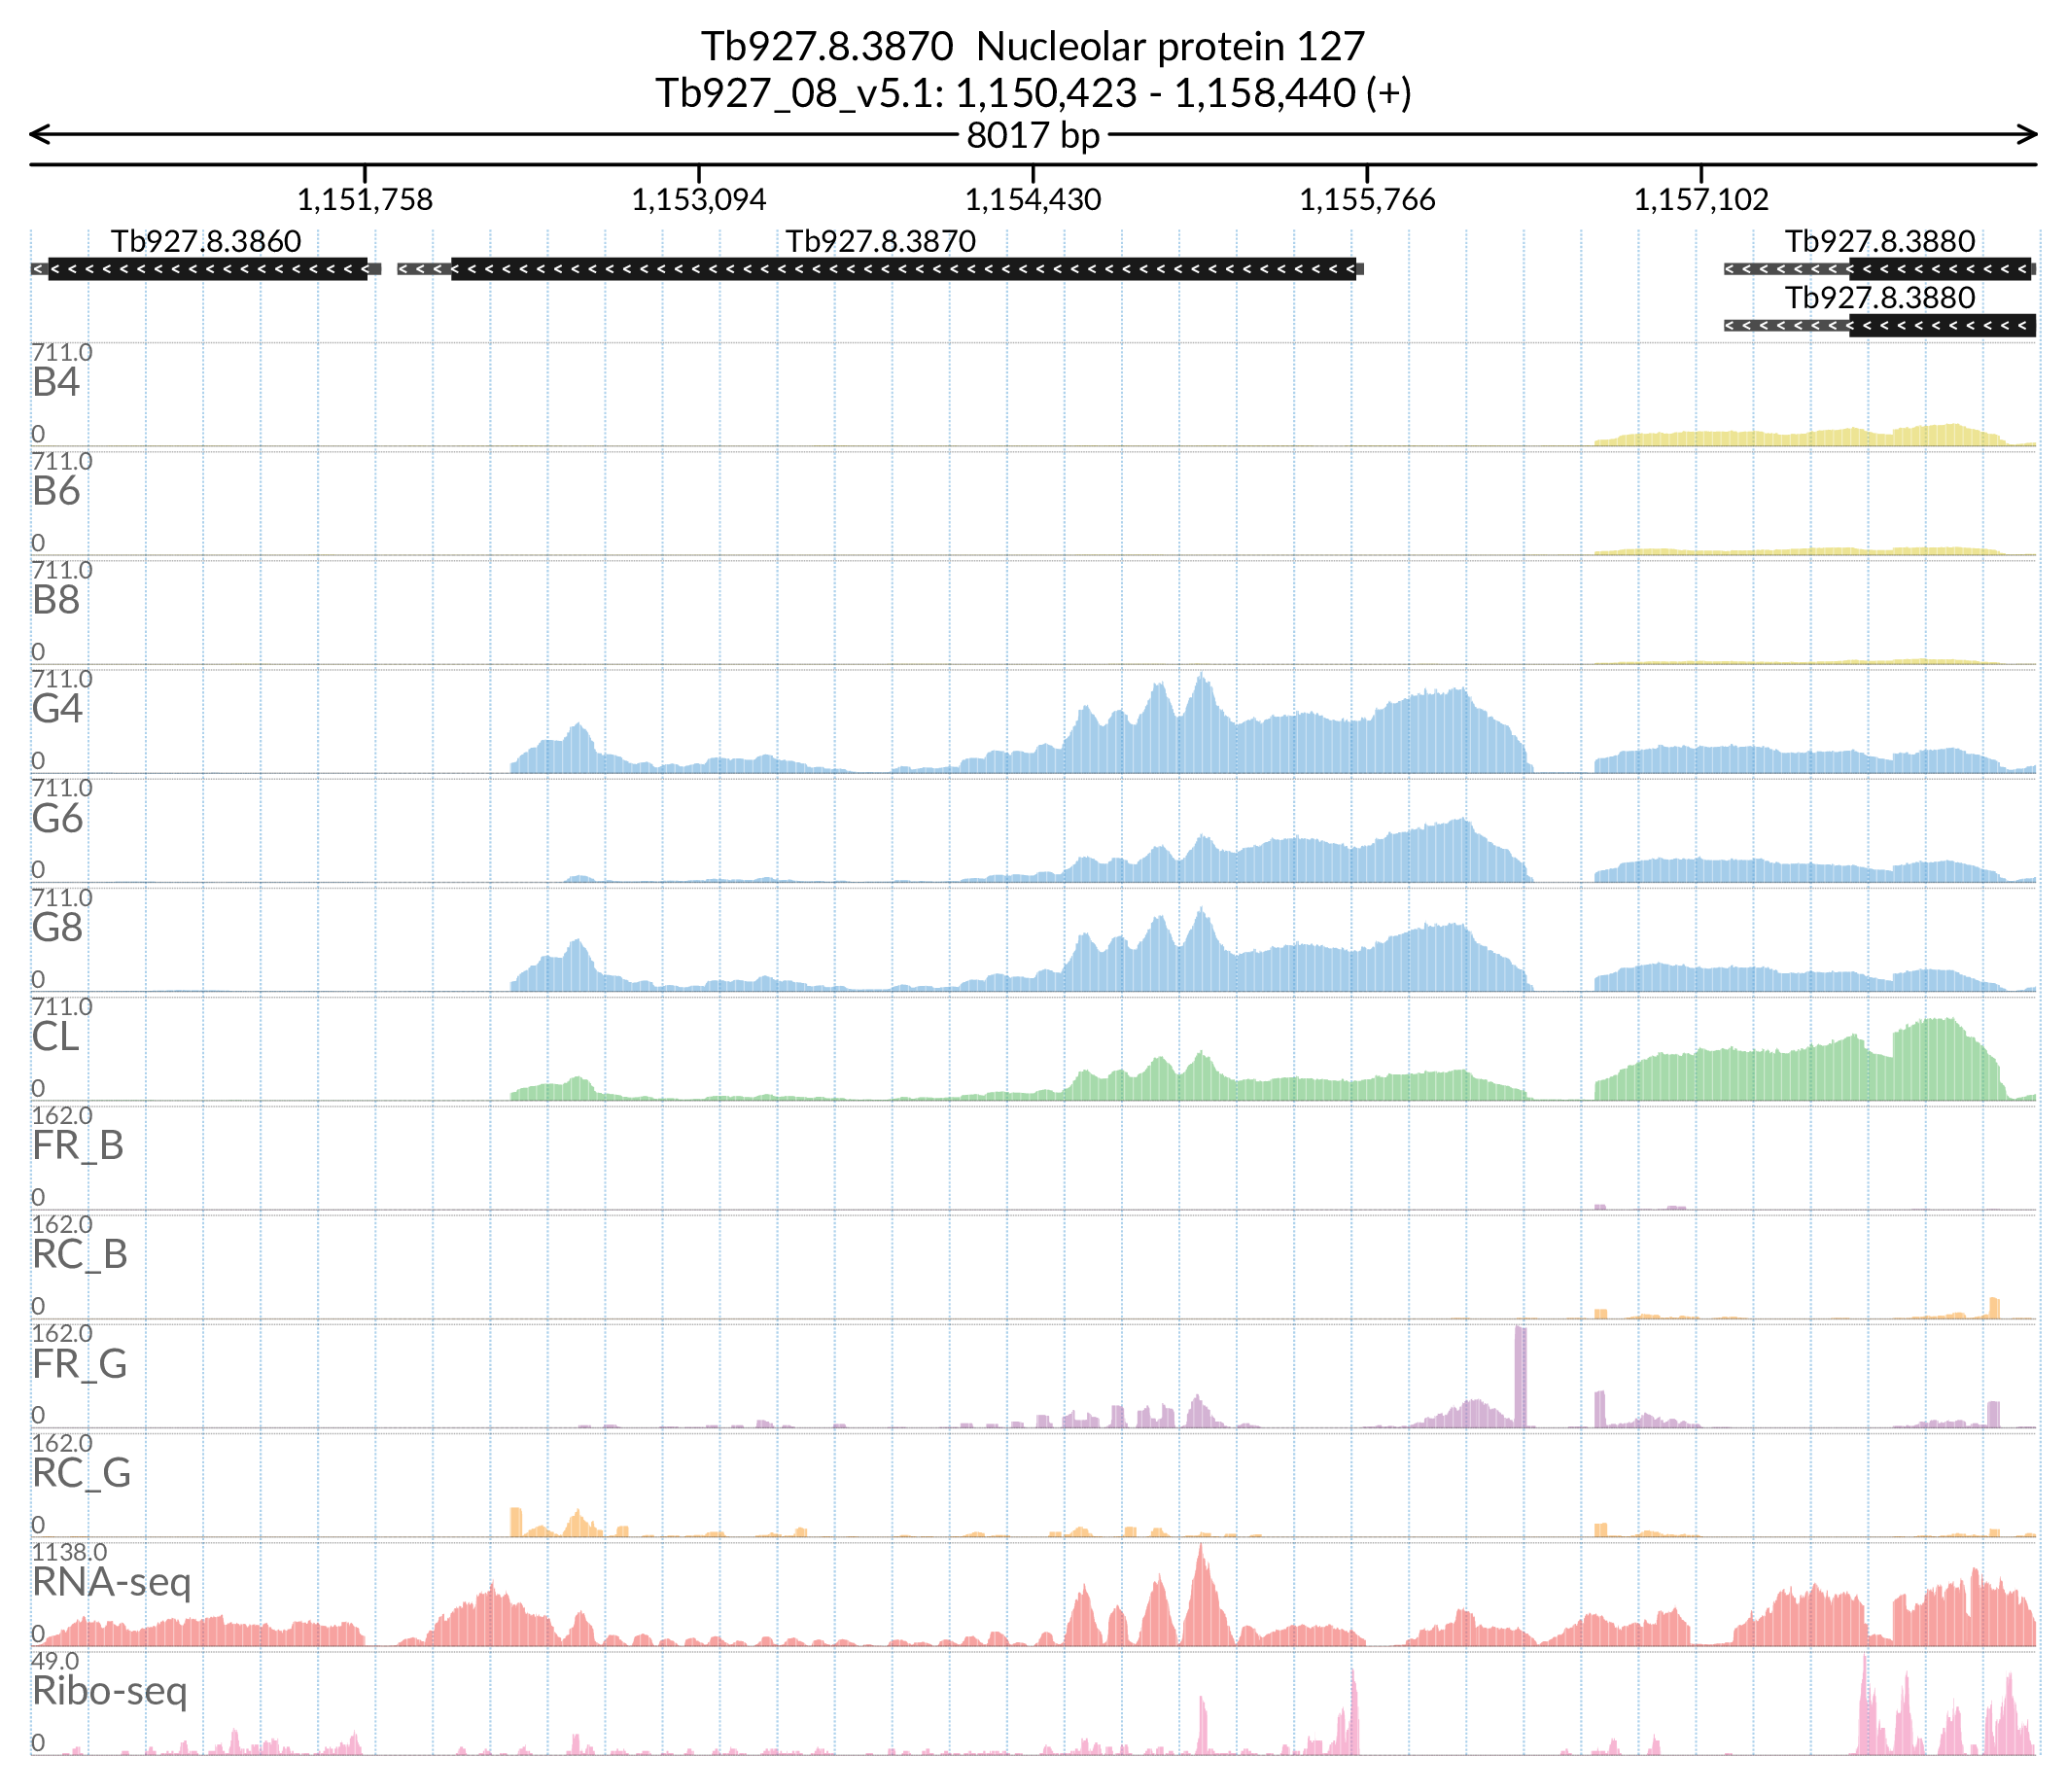 Tb927.8.3870 Nucleolar protein 127
Tb927_08_v5.1: 1,150,423 - 1,158,440 (+)
8017 bp
1,151,758 1,153,094 1,154,430 1,155,766 1,157,102
Tb927.8.3860 Tb927.8.3870 Tb927.8.3880
Tb927.8.3880
711.0
B4
0
711.0
B6
0
711.0
B8
0
711.0
G4
0
711.0
G6
0
711.0
G8
0
711.0
CL
0
162.0
FR_B
0
162.0
RC_B
0
162.0
FR_G
0
162.0
RC_G
0
1138.0
RNA-seq
0
49.0
Ribo-seq
0